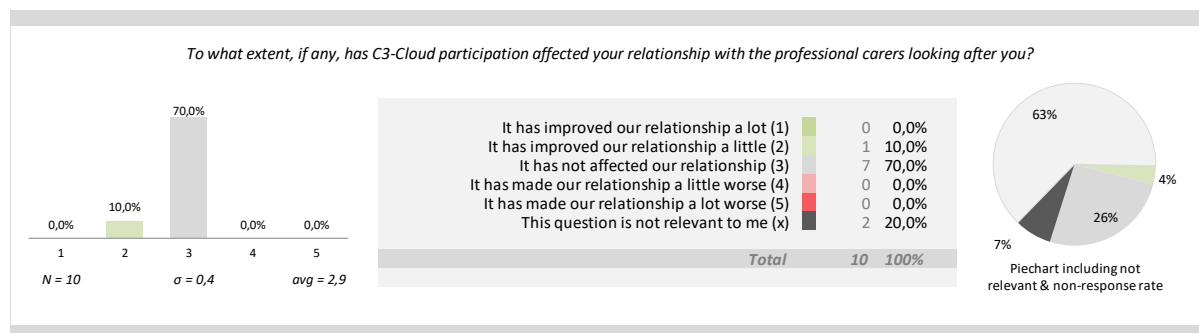 To what extent, if any, has C3-Cloud participation affected your relationship with the professional carers looking after you?
70,0%
10,0%
0,0%
0,0%
0,0%
1 2 3 4 5
N = 10 σ = 0,4 avg = 2,9
It has improved our relationship a lot (1) 0 0,0%
It has improved our relationship a little (2) 1 10,0%
It has not affected our relationship (3) 7 70,0%
It has made our relationship a little worse (4) 0 0,0%
It has made our relationship a lot worse (5) 0 0,0%
This question is not relevant to me (x) 2 20,0%
Total 10 100%
63%
4%
26%
7%
Piechart including not
relevant & non-response rate